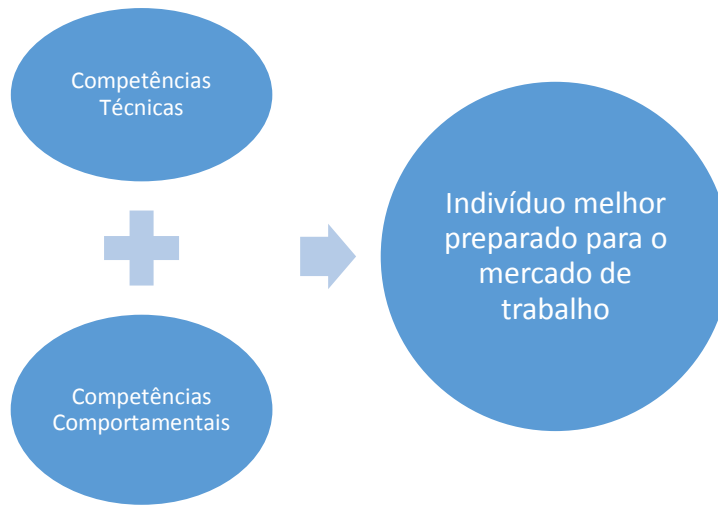 Competências
Técnicas
Competências
Comportamentais
Indivíduo melhor
preparado para o
mercado de
trabalho